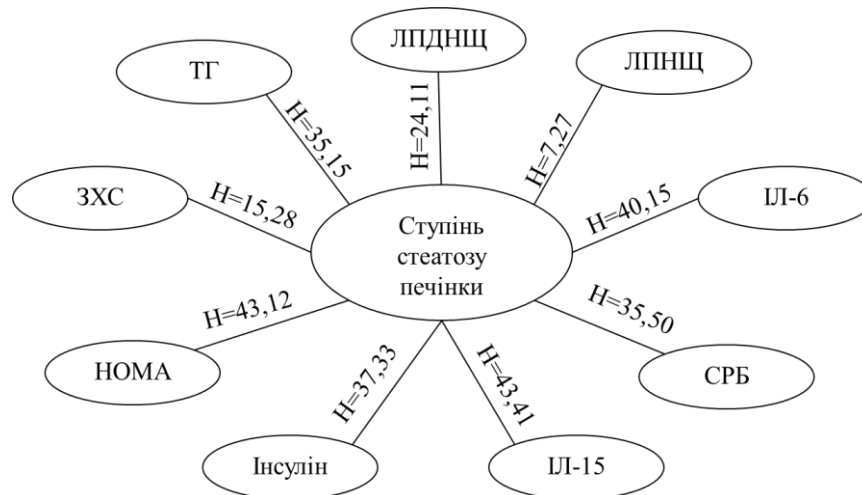 ЛПДНЩ
ТГ
ЛПНЩ
H=35,15
H=24,11
H=7,27
ЗХС
H=15,28
Ступінь
стеатозу
печінки
H=40,15
ІЛ-6
H=43,12
H=35,50
НОМА
H=37,33
H=43,41
СРБ
Інсулін
ІЛ-15